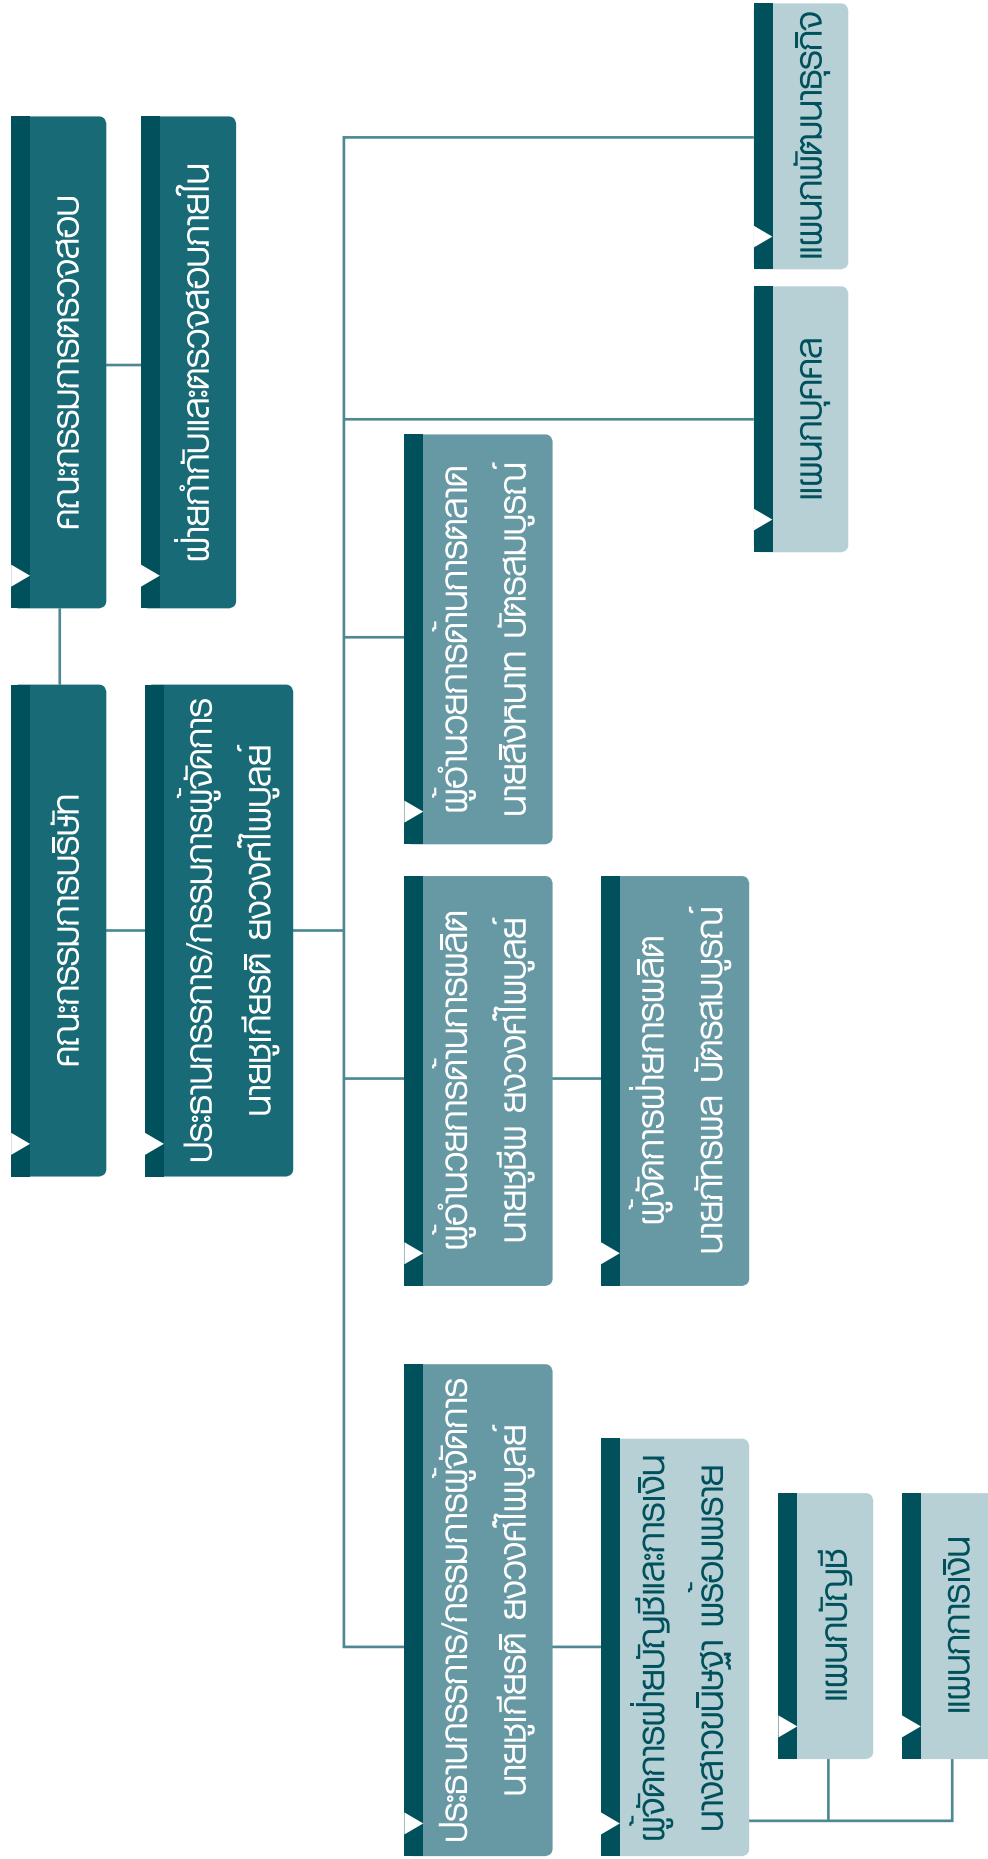 คณะกรรมการบริษัท
คณะกรรมการตรวจสอบ
ฝ่ายกำกับและตรวจสอบภายใน
ประธานกรรการ/กรรมการผู้จัดการ
นายชูเกียรติ ยงวงศ์ไพบูลย์
ประธานกรรการ/กรรมการผู้จัดการ
นายชูเกียรติ ยงวงศ์ไพบูลย์
ผู้อำนวยการด้านการผลิต
นายชูชีพ ยงวงศ์ไพบูลย์
ผู้อำนวยการด้านการตลาด
นายสิงห์นาท บัตรสมบูรณ์
ผู้จัดการฝ่ายบัญชีและการเงิน
นางสาวขนิษฐา พร้อมพราย
ผู้จัดการฝ่ายการผลิต
นายภัทรพล บัตรสมบูรณ์
แผนกบุคคล
แผนกพัฒนาธุรกิจ
แผนกบัญชี
แผนกการเงิน